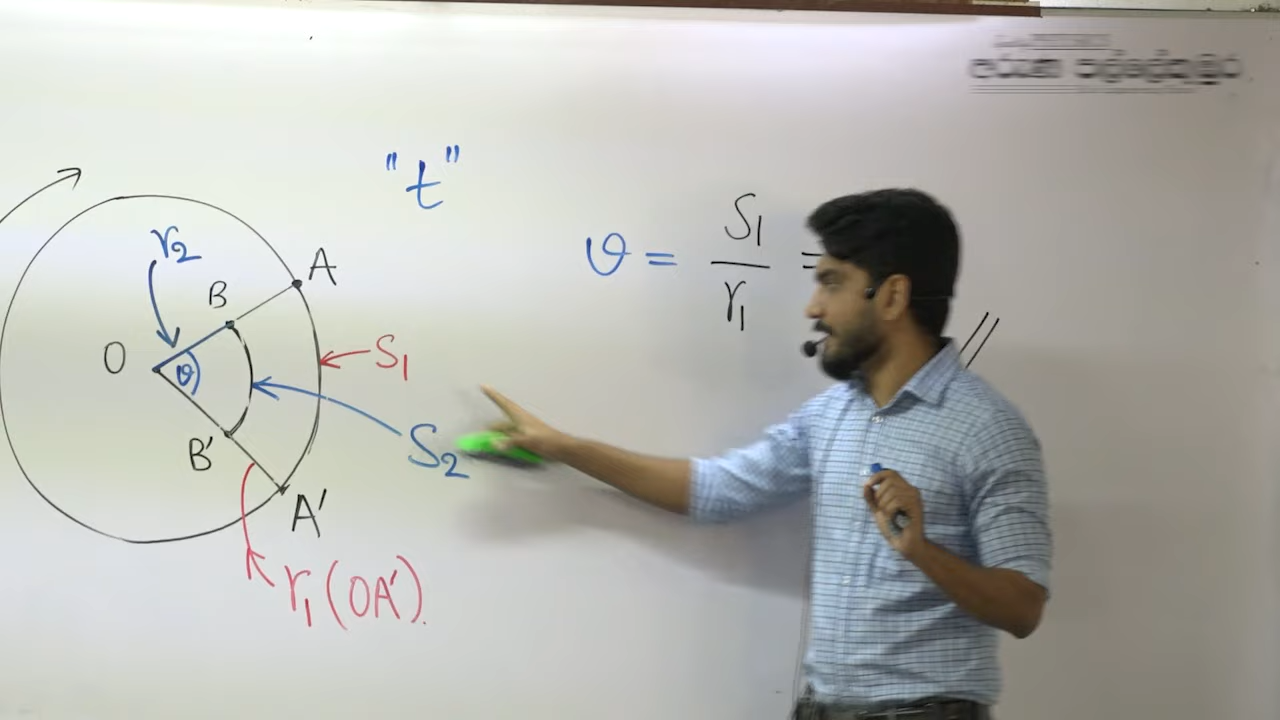 "t"
r₂
A
B
O
θ
S₁
S₂
B'
A'
r₁ (OA').
θ = S₁ / r₁ =